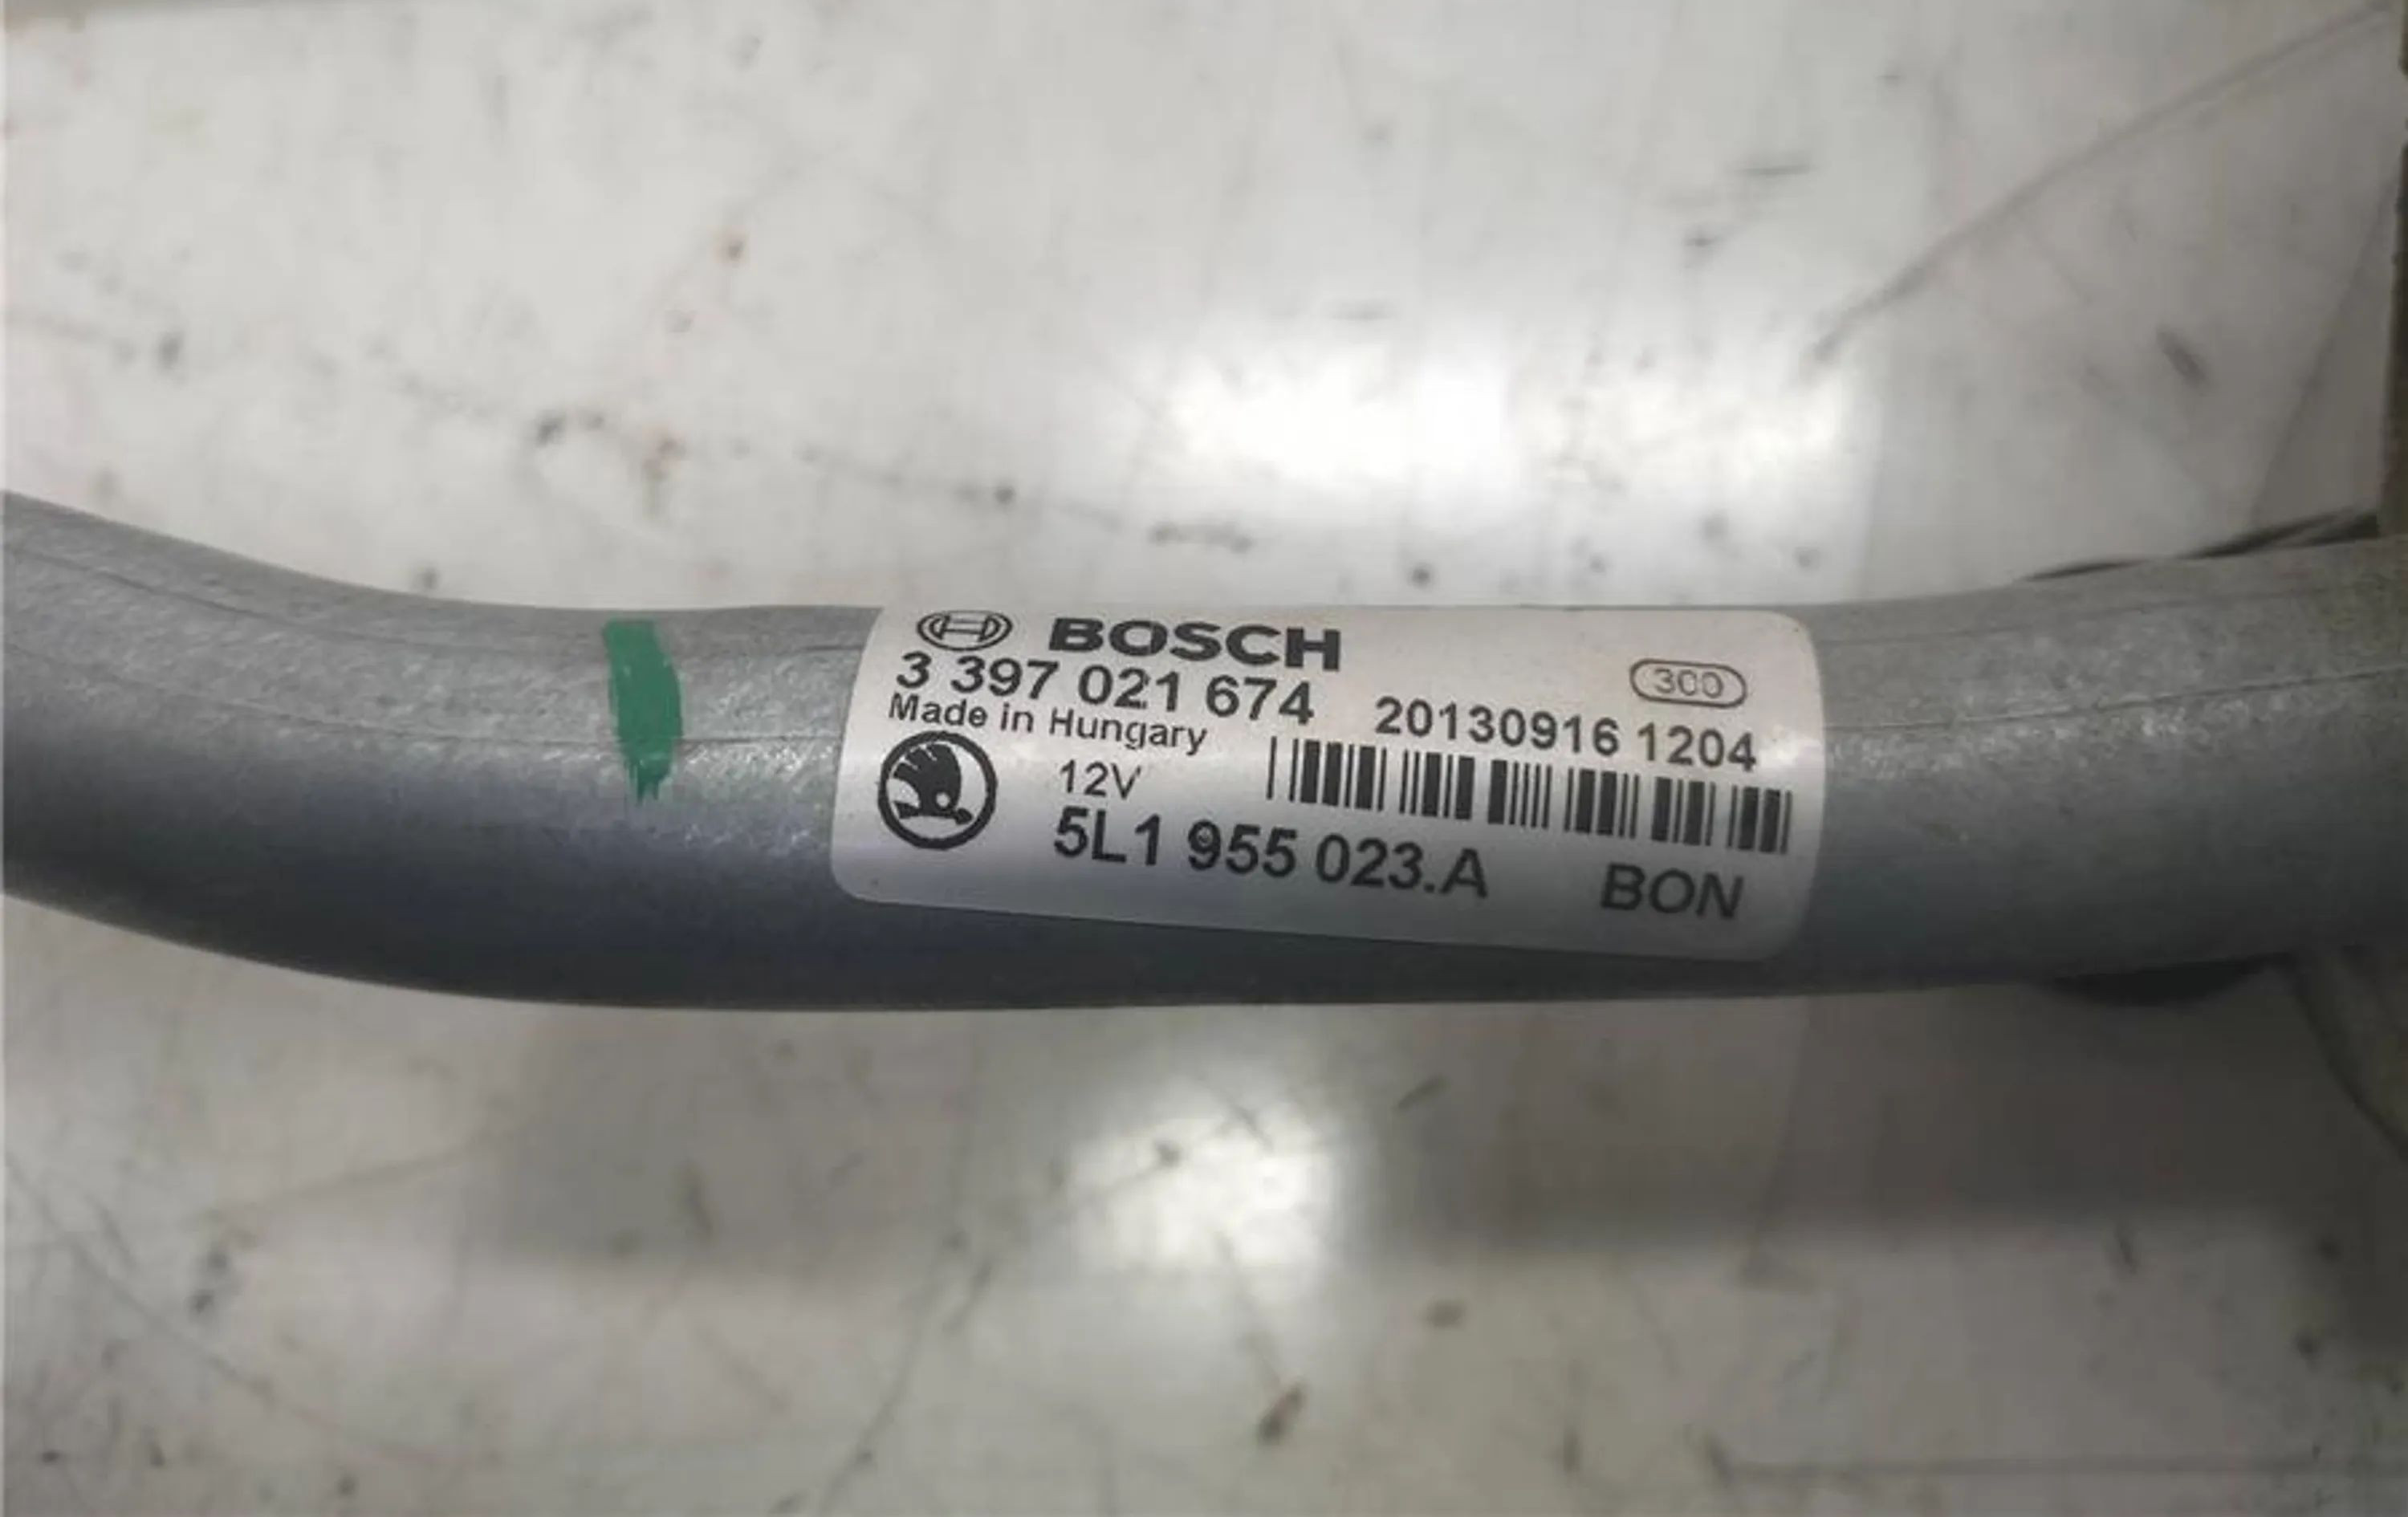 BOSCH
300
3 397 021 674 20130916 1204
Made in Hungary
12V
5L1 955 023.A BON